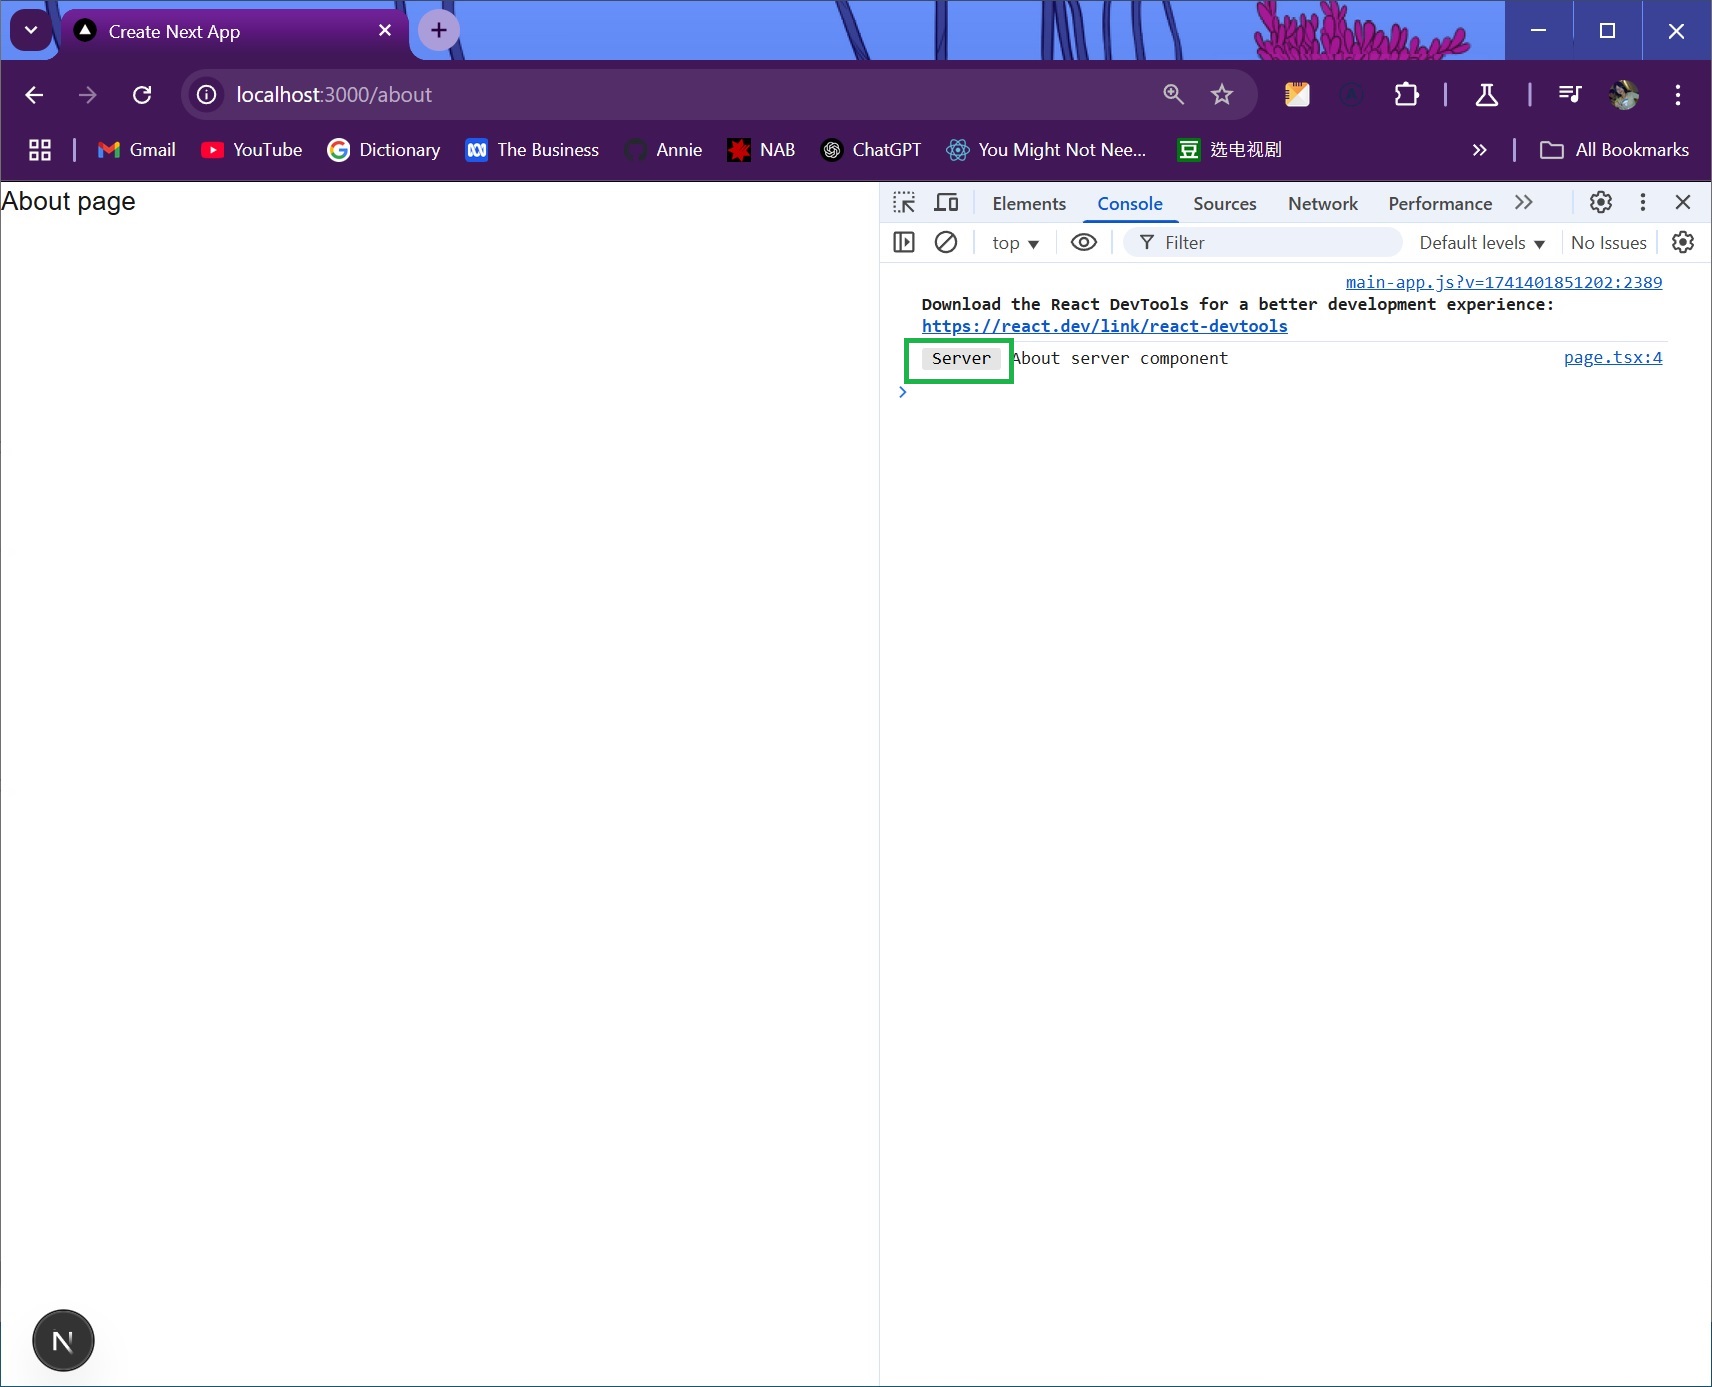 Create Next App
localhost:3000/about
Gmail
YouTube
Dictionary
The Business
Annie
NAB
ChatGPT
You Might Not Nee...
豆
选电视剧
All Bookmarks
About page
Elements
Console
Sources
Network
Performance
top
Filter
Default levels
No Issues
main-app.js?v=1741401851202:2389
Download the React DevTools for a better development experience:
https://react.dev/link/react-devtools
Server About server component
page.tsx:4
N